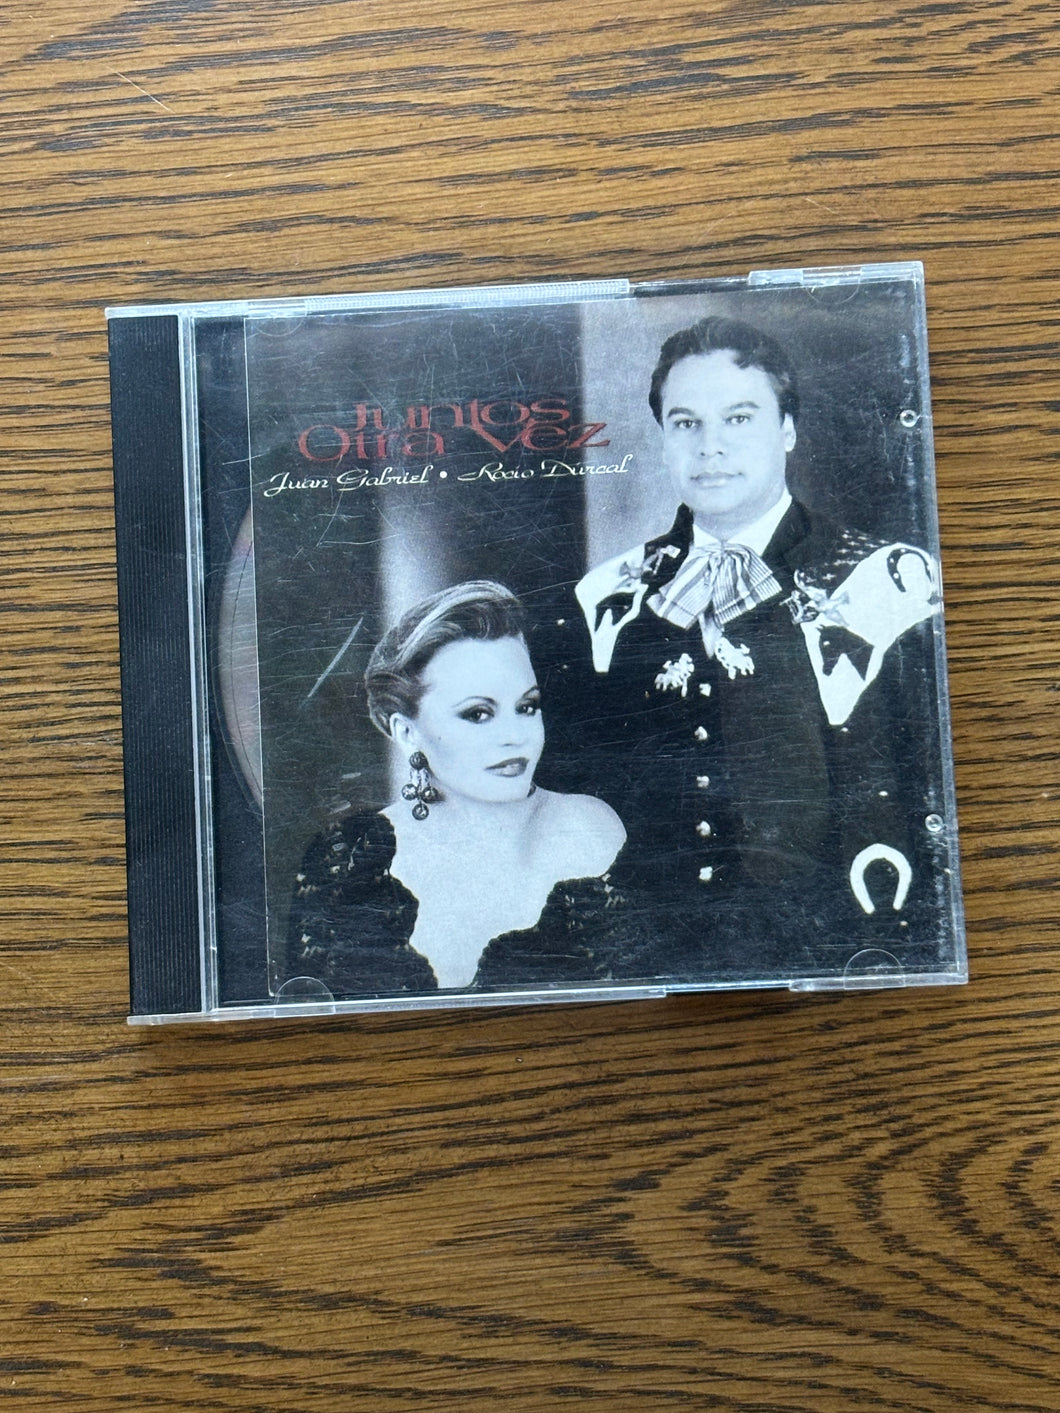 Juntos
Otra Vez
Juan Gabriel • Rocio Durcal